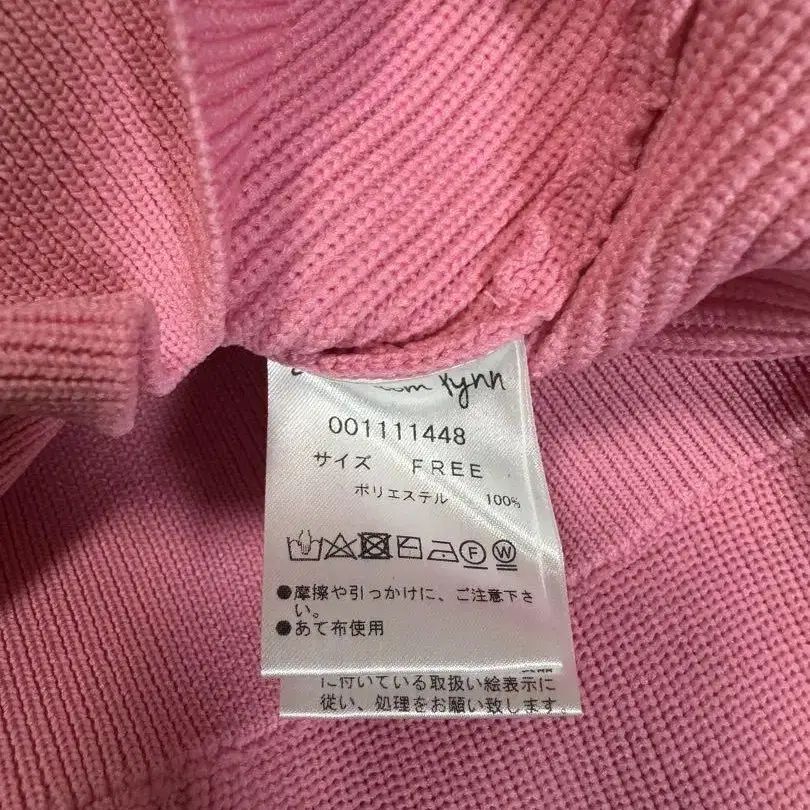 lynn
001111448
サイズ FREE
ポリエステル 100%
F W
●摩擦や引っかけに、ご注意下さ
い。
●あて布使用
に付いている取扱い絵表示に
従い、処理をお願い致します。